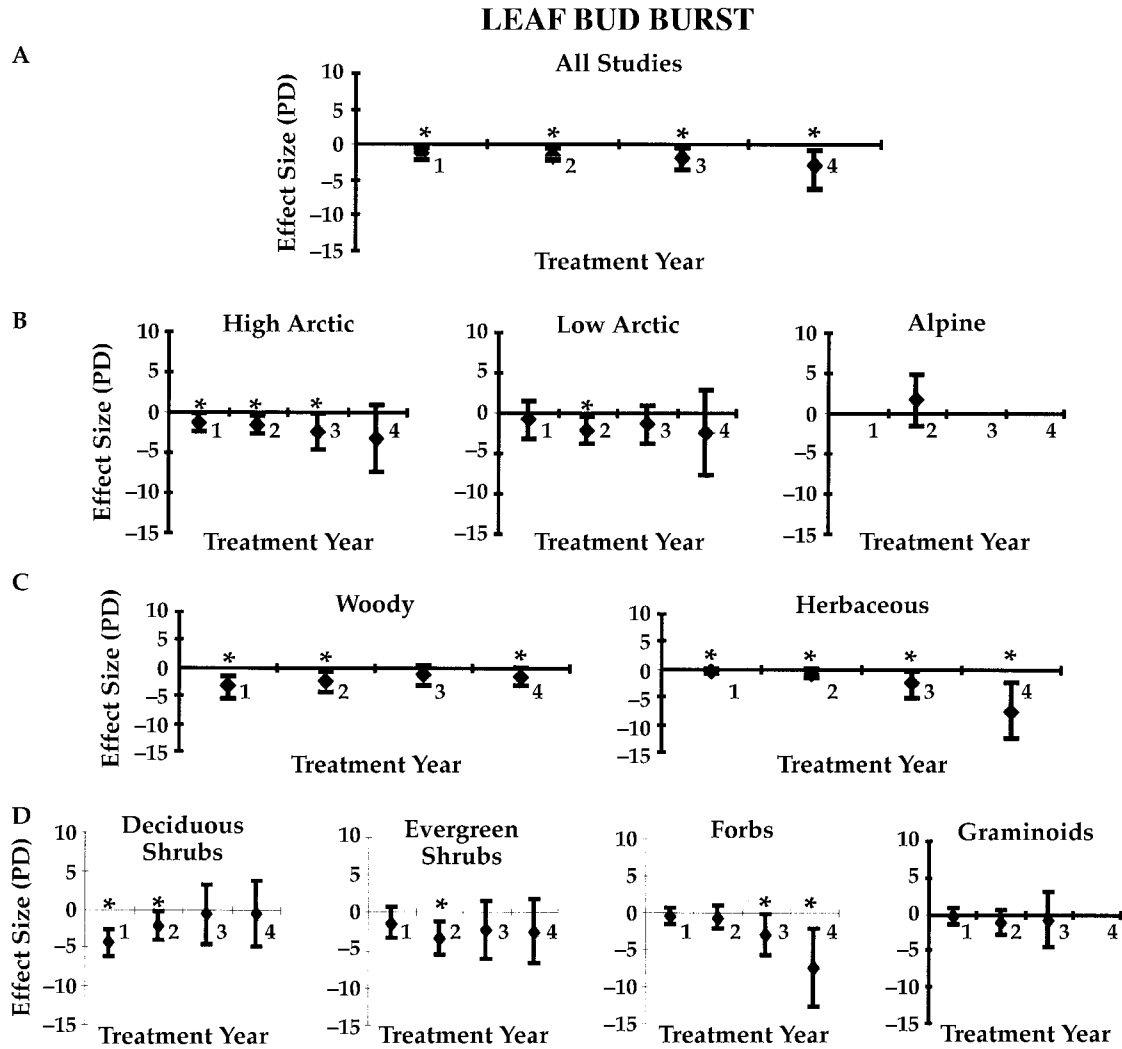 LEAF BUD BURST
A
All Studies
Effect Size (PD)
10
5
0
–5
–10
–15
* * * *
1 2 3 4
Treatment Year
B
High Arctic
Effect Size (PD)
10
5
0
–5
–10
–15
* * *
1 2 3 4
Treatment Year
Low Arctic
10
5
0
–5
–10
–15
*
1 2 3 4
Treatment Year
Alpine
10
5
0
–5
–10
–15
1 2 3 4
Treatment Year
C
Woody
Effect Size (PD)
10
5
0
–5
–10
–15
* * *
1 2 3 4
Treatment Year
Herbaceous
10
5
0
–5
–10
–15
* * * *
1 2 3 4
Treatment Year
D
Deciduous
Shrubs
Effect Size (PD)
10
5
0
–5
–10
–15
* *
1 2 3 4
Treatment Year
Evergreen
Shrubs
10
5
0
–5
–10
–15
*
1 2 3 4
Treatment Year
Forbs
10
5
0
–5
–10
–15
* *
1 2 3 4
Treatment Year
Graminoids
10
5
0
–5
–10
–15
1 2 3 4
Treatment Year